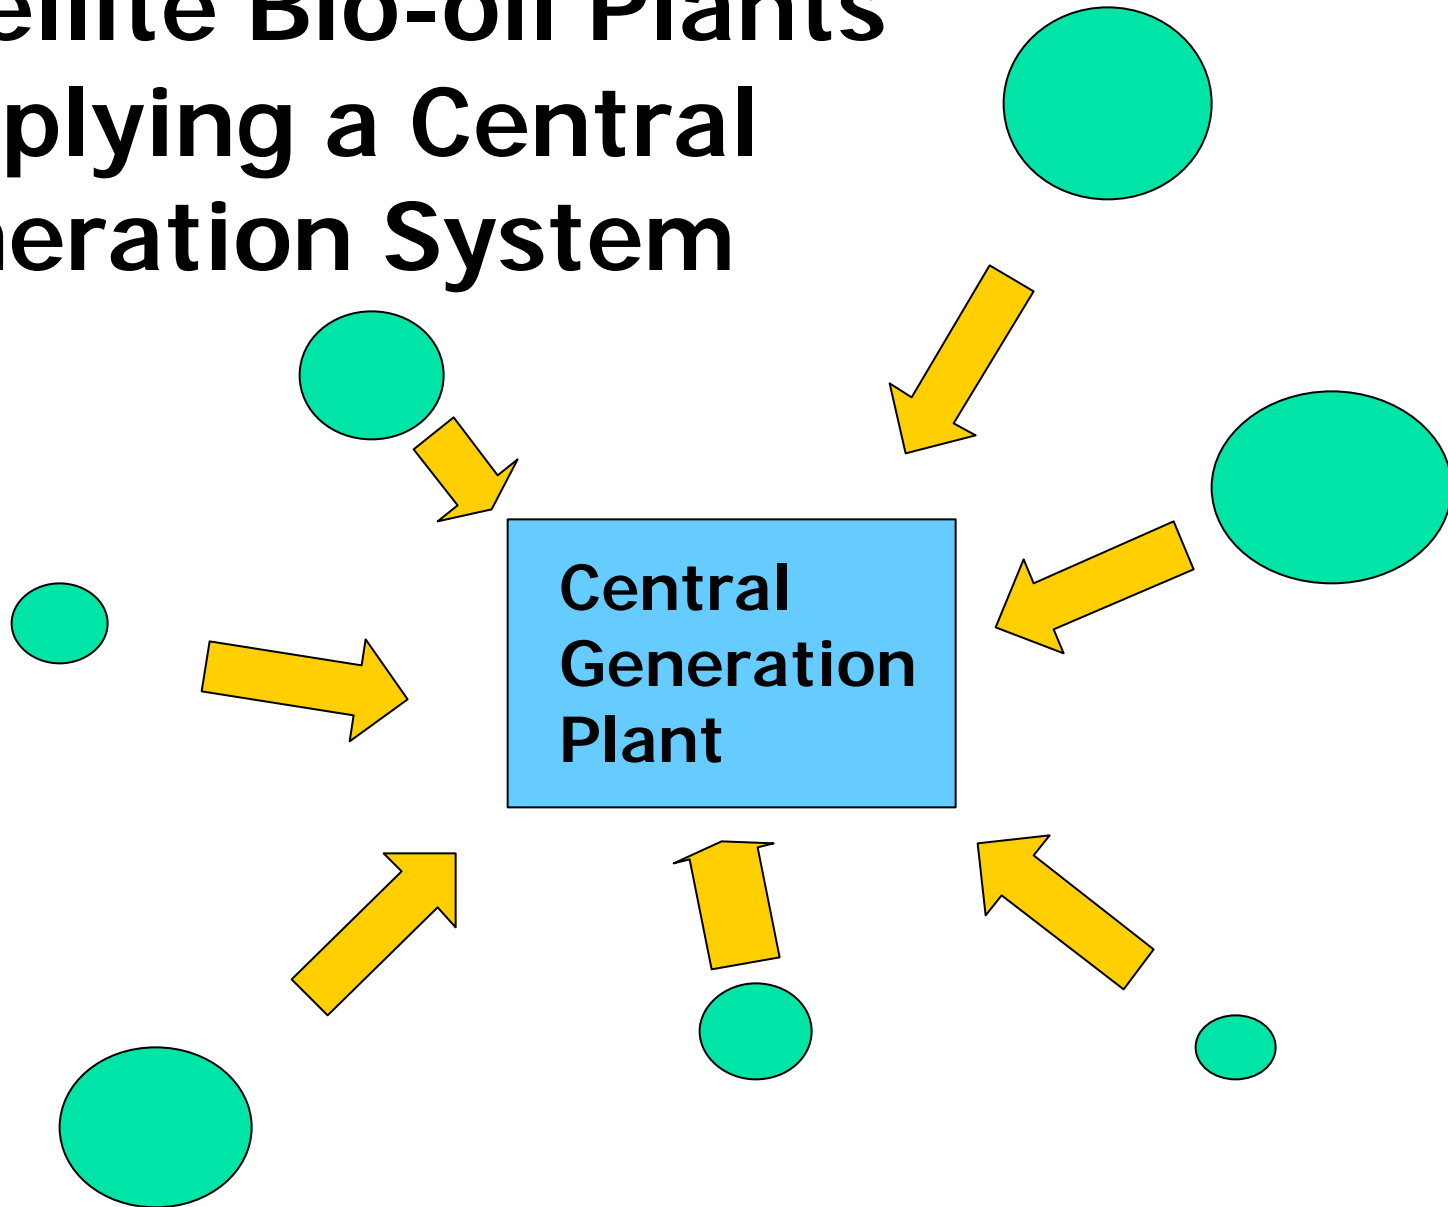 ellite Bio-oil Plants
plying a Central
neration System
Central
Generation
Plant